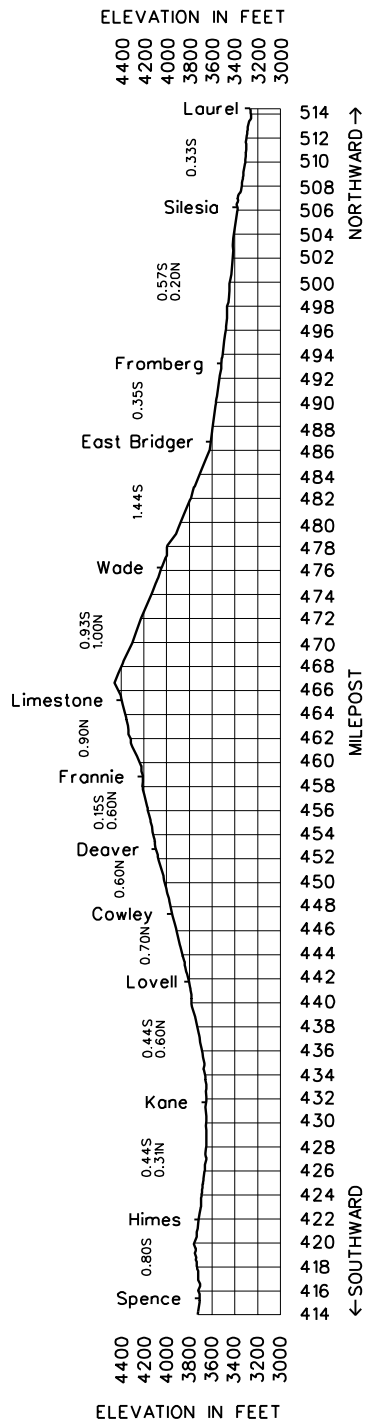 ELEVATION IN FEET
4400 4200 4000 3800 3600 3400 3200 3000
Laurel 514
512
0.33S 510
508
Silesia 506
504
502
0.57S
0.20N
500
498
496
494
Fromberg 492
0.35S 490
488
East Bridger 486
484
1.44S 482
480
478
Wade 476
474
472
0.93S
1.00N
470
468
466
Limestone 464
0.90N 462
460
Frannie 458
0.15S
0.60N
456
454
Deaver 452
0.60N 450
448
Cowley 446
0.70N 444
442
Lovell 440
438
0.44S
0.60N
436
434
Kane 432
430
428
0.44S
0.31N
426
424
Himes 422
420
0.80S 418
416
Spence 414
NORTHWARD →
MILEPOST
← SOUTHWARD
4400 4200 4000 3800 3600 3400 3200 3000
ELEVATION IN FEET